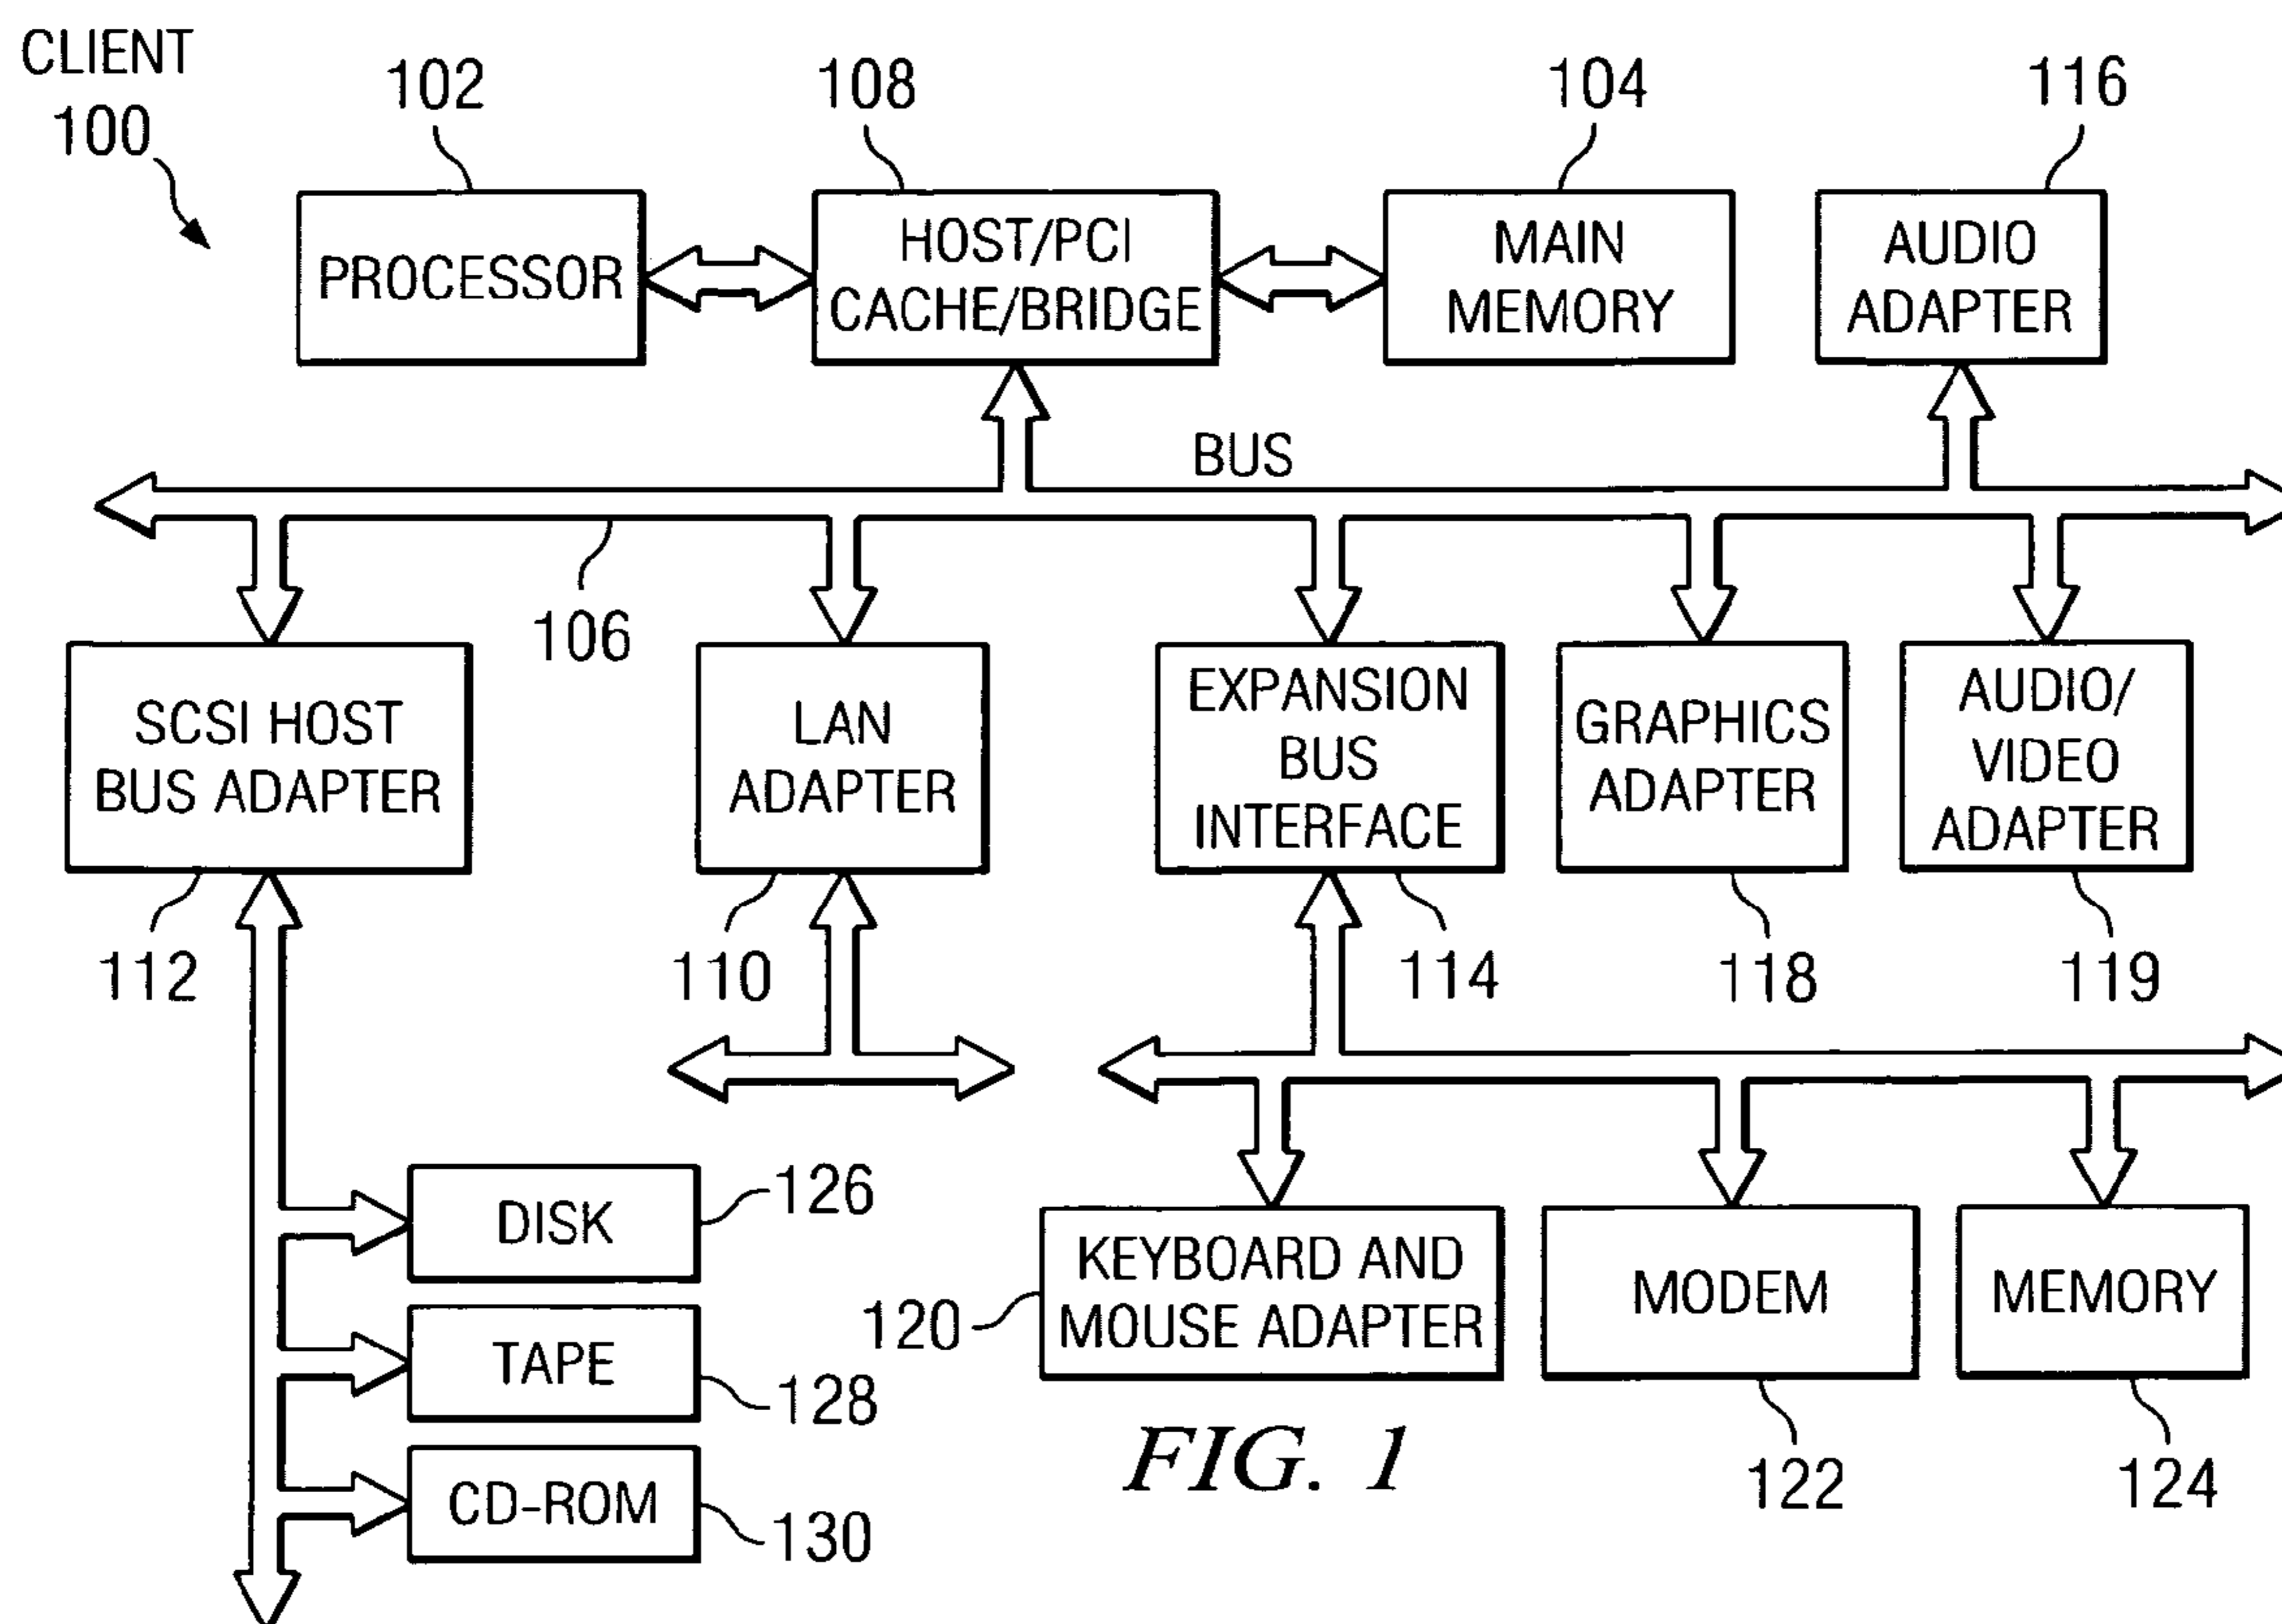 CLIENT
100
102
108
104
116
PROCESSOR
HOST/PCI
CACHE/BRIDGE
MAIN
MEMORY
AUDIO
ADAPTER
BUS
106
SCSI HOST
BUS ADAPTER
LAN
ADAPTER
EXPANSION
BUS
INTERFACE
GRAPHICS
ADAPTER
AUDIO/
VIDEO
ADAPTER
112
110
114
118
119
DISK
126
TAPE
128
CD-ROM
130
120
KEYBOARD AND
MOUSE ADAPTER
MODEM
MEMORY
122
124
FIG. 1